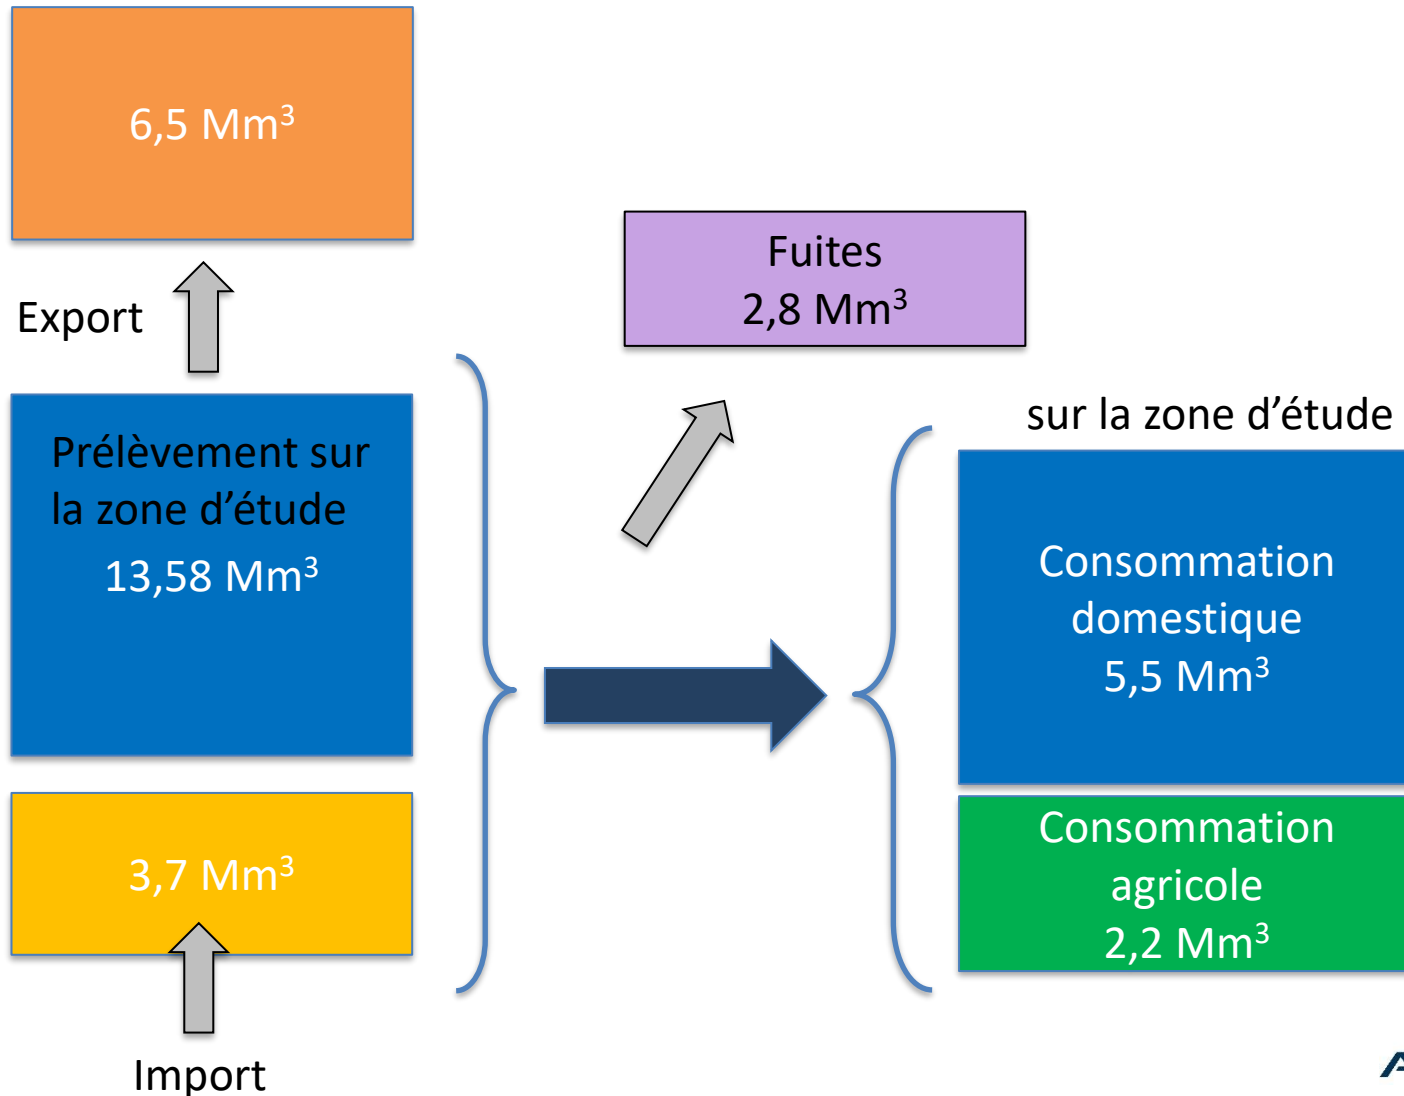 6,5 Mm³
Export
Prélèvement sur
la zone d’étude
13,58 Mm³
3,7 Mm³
Import
Fuites
2,8 Mm³
sur la zone d’étude
Consommation
domestique
5,5 Mm³
Consommation
agricole
2,2 Mm³